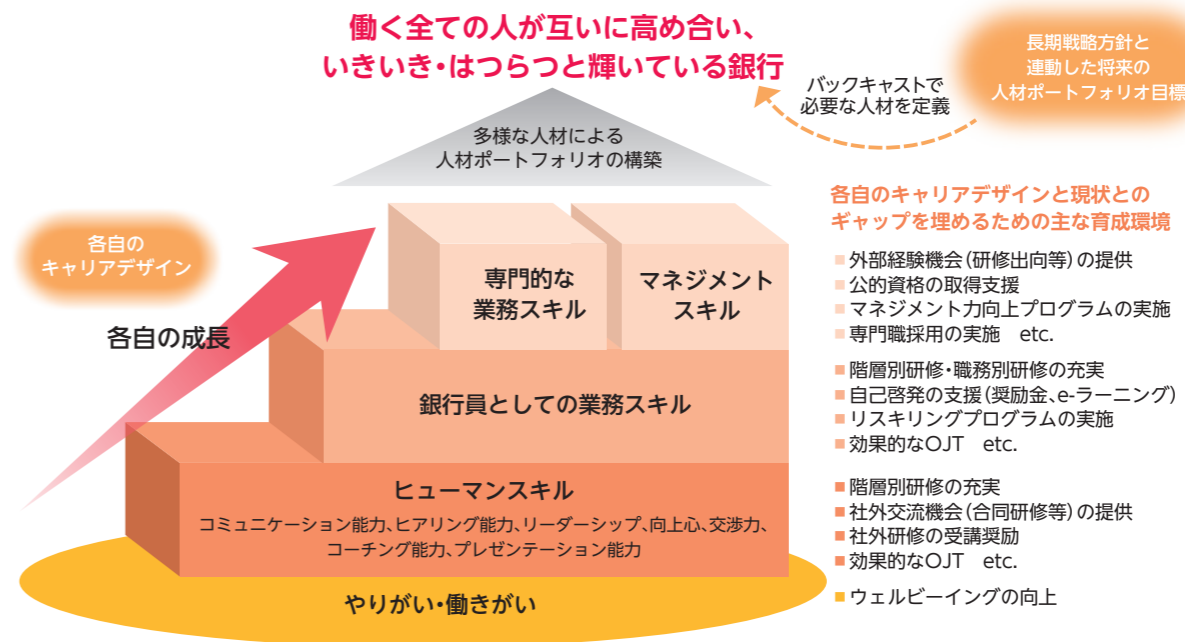 働く全ての人が互いに高め合い、
いきいき・はつらつと輝いている銀行
長期戦略方針と
連動した将来の
人材ポートフォリオ目標
バックキャストで
必要な人材を定義
多様な人材による
人材ポートフォリオの構築
各自の
キャリアデザイン
各自の成長
専門的な
業務スキル
マネジメント
スキル
銀行員としての業務スキル
ヒューマンスキル
コミュニケーション能力、ヒアリング能力、リーダーシップ、向上心、交渉力、
コーチング能力、プレゼンテーション能力
やりがい・働きがい
各自のキャリアデザインと現状との
ギャップを埋めるための主な育成環境
■外部経験機会(研修出向等)の提供
■公的資格の取得支援
■マネジメント力向上プログラムの実施
■専門職採用の実施　etc.
■階層別研修・職務別研修の充実
■自己啓発の支援(奨励金、e-ラーニング)
■リスキリングプログラムの実施
■効果的なOJT　etc.
■階層別研修の充実
■社外交流機会(合同研修等)の提供
■社外研修の受講奨励
■効果的なOJT　etc.
■ウェルビーイングの向上